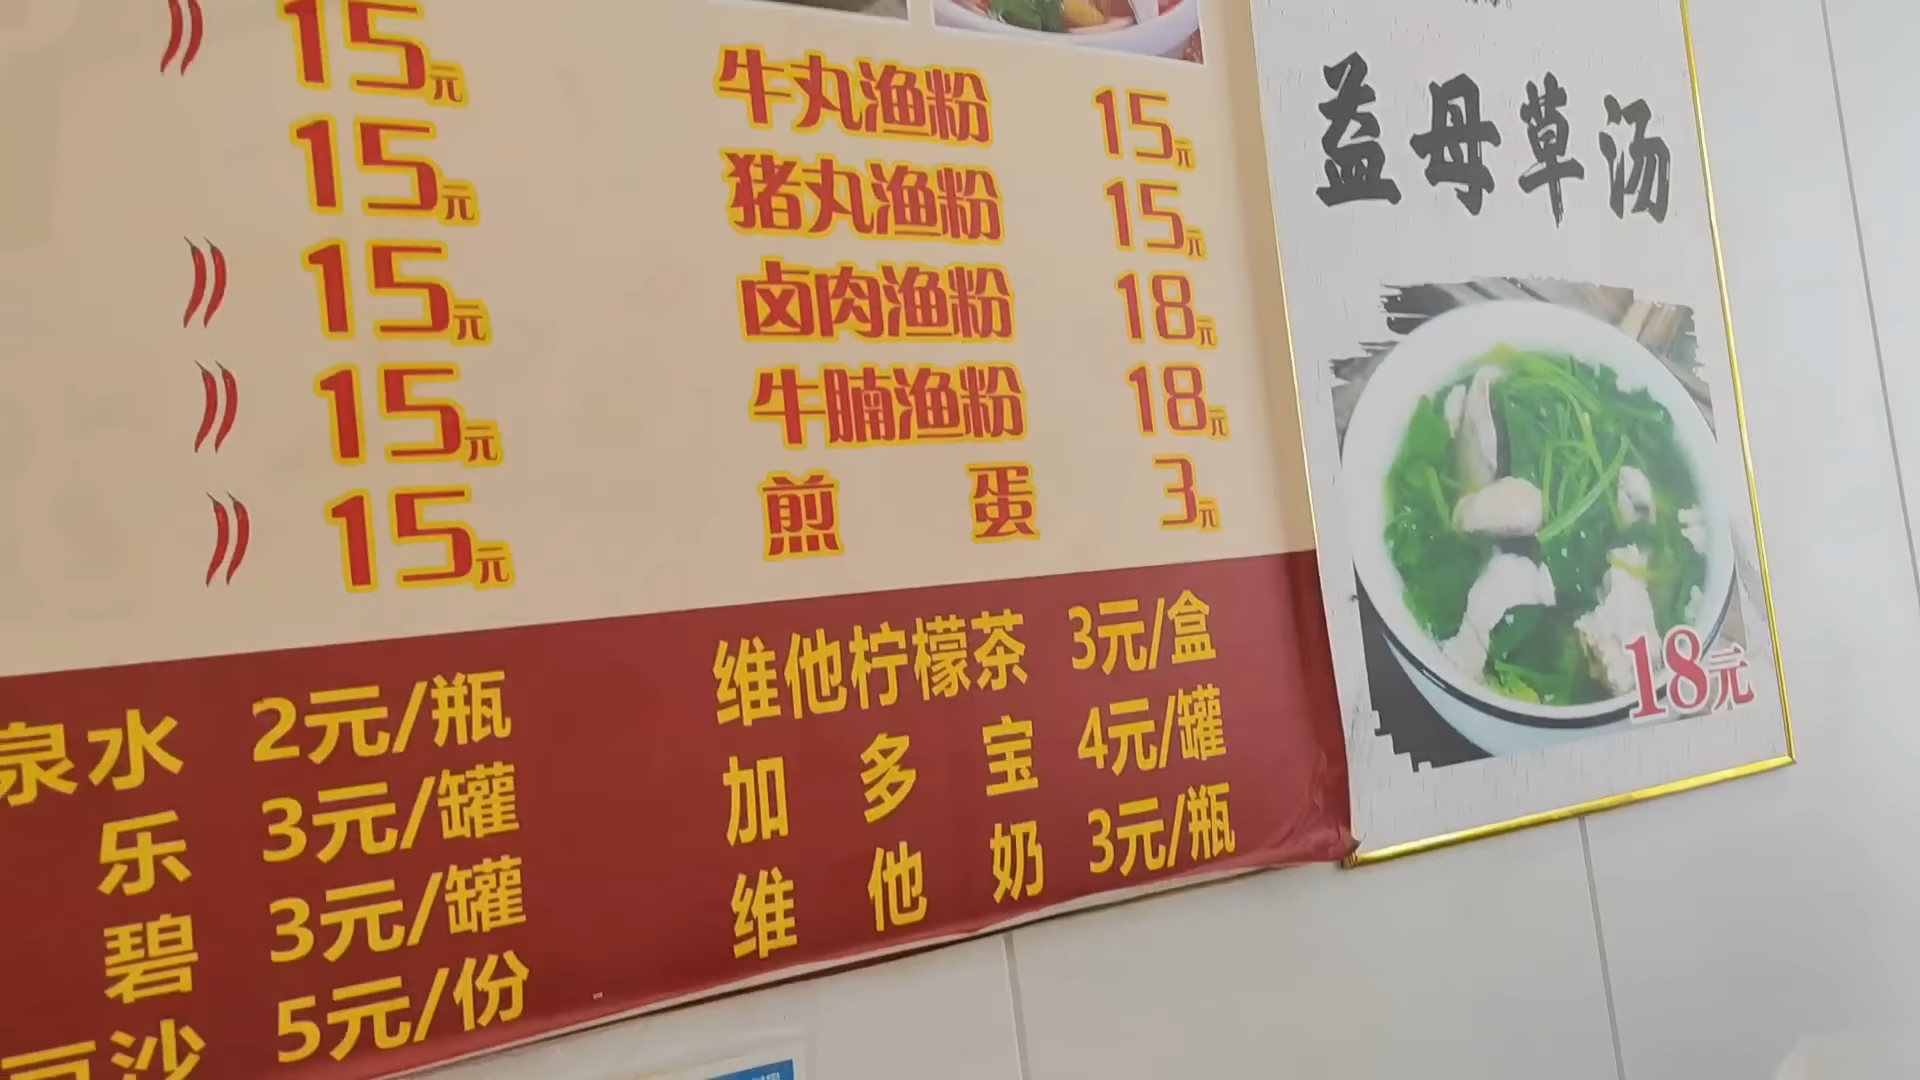 15元
15元
15元
15元
15元
牛丸渔粉 15元
猪丸渔粉 15元
卤肉渔粉 18元
牛腩渔粉 18元
煎蛋 3元
泉水 2元/瓶
乐 3元/罐
碧 3元/罐
沙 5元/份
维他柠檬茶 3元/盒
加多宝 4元/罐
维他奶 3元/瓶
益母草汤
18元